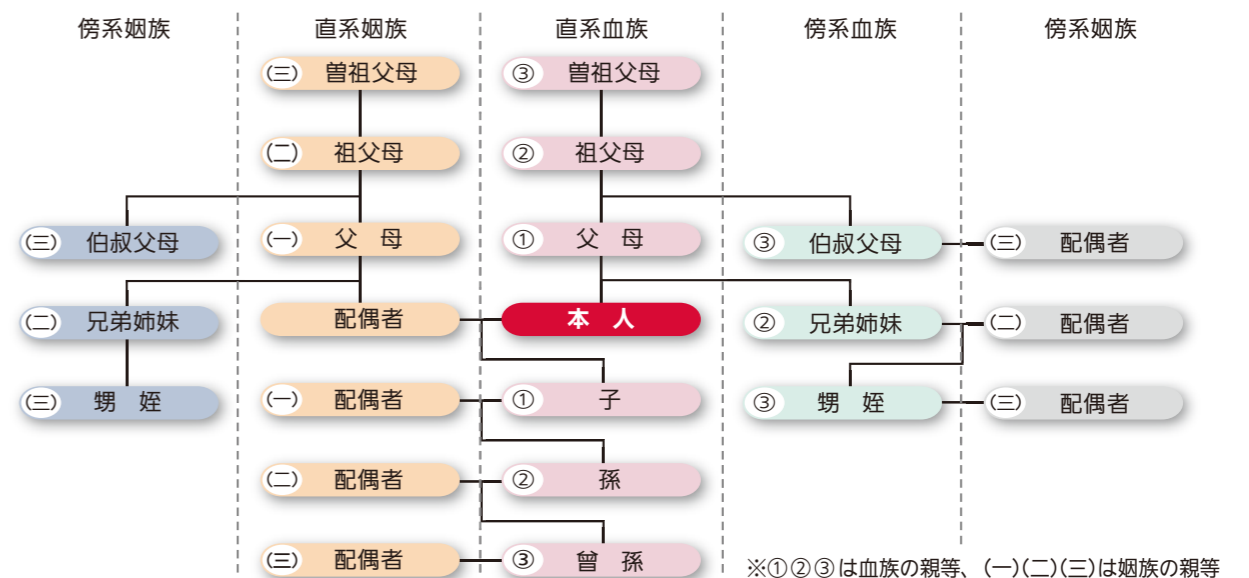 傍系姻族 直系姻族 直系血族 傍系血族 傍系姻族
(三) 曽祖父母 ③ 曽祖父母
(二) 祖父母 ② 祖父母
(三) 伯叔父母 (一) 父 母 ① 父 母 ③ 伯叔父母 (三) 配偶者
(二) 兄弟姉妹 配偶者 本 人 ② 兄弟姉妹 (二) 配偶者
(三) 甥 姪 (一) 配偶者 ① 子 ③ 甥 姪 (三) 配偶者
(二) 配偶者 ② 孫
(三) 配偶者 ③ 曾 孫
※①②③は血族の親等、(一)(二)(三)は姻族の親等